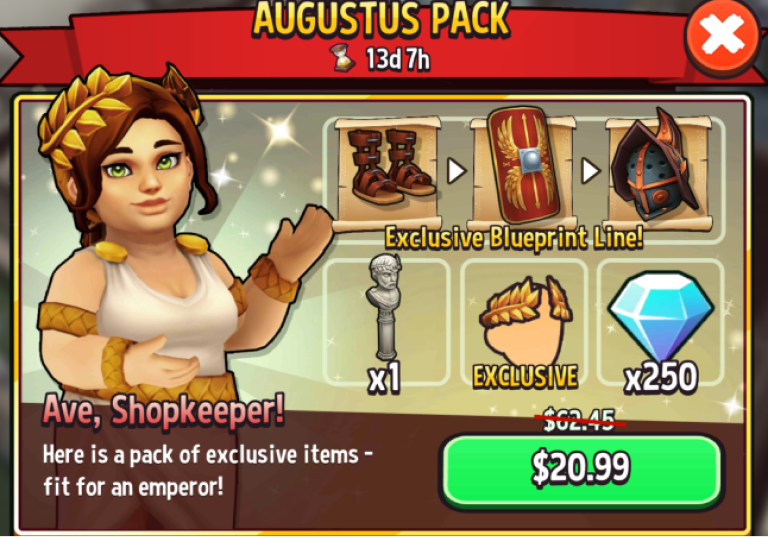 AUGUSTUS PACK
13d 7h
Exclusive Blueprint Line!
x1
EXCLUSIVE
x250
Ave, Shopkeeper!
Here is a pack of exclusive items -
fit for an emperor!
$62.45
$20.99